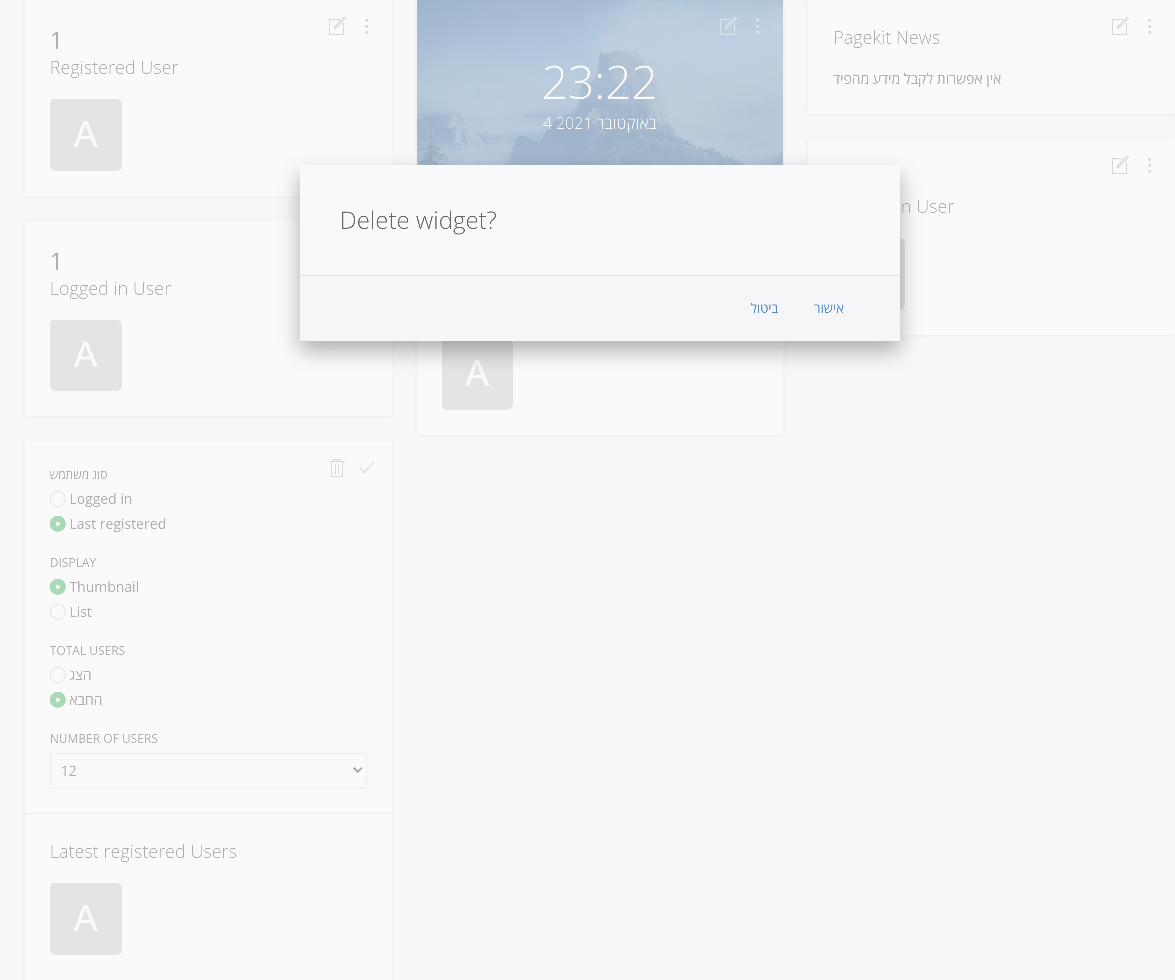 1
Registered User
A
1
Logged in User
A
סוג משתמש
Logged in
Last registered
DISPLAY
Thumbnail
List
TOTAL USERS
הצג
החבא
NUMBER OF USERS
12
Latest registered Users
A
23:22
4 באוקטובר 2021
A
Pagekit News
אין אפשרות לקבל מידע מהפיד
User
Delete widget?
ביטול
אישור